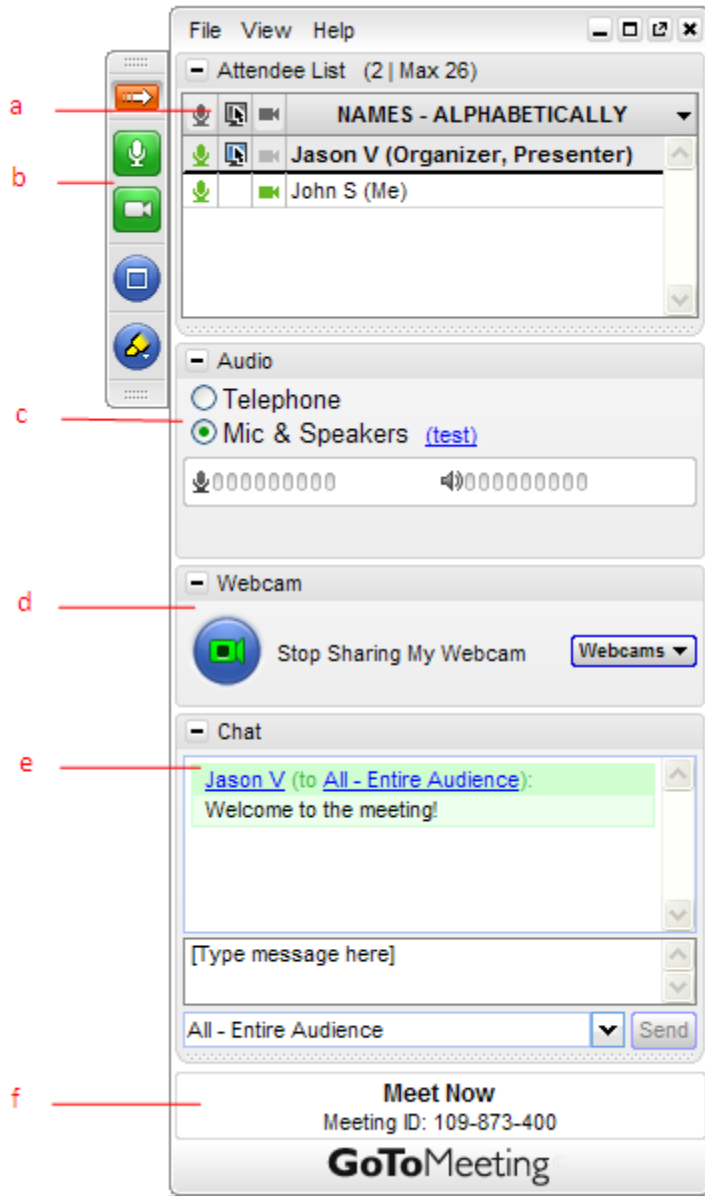 File View Help
Attendee List (2 | Max 26)
a
NAMES - ALPHABETICALLY
Jason V (Organizer, Presenter)
b
John S (Me)
Audio
Telephone
c
Mic & Speakers (test)
000000000 000000000
Webcam
d
Stop Sharing My Webcam Webcams
Chat
e
Jason V (to All - Entire Audience):
Welcome to the meeting!
[Type message here]
All - Entire Audience Send
Meet Now
f
Meeting ID: 109-873-400
GoToMeeting